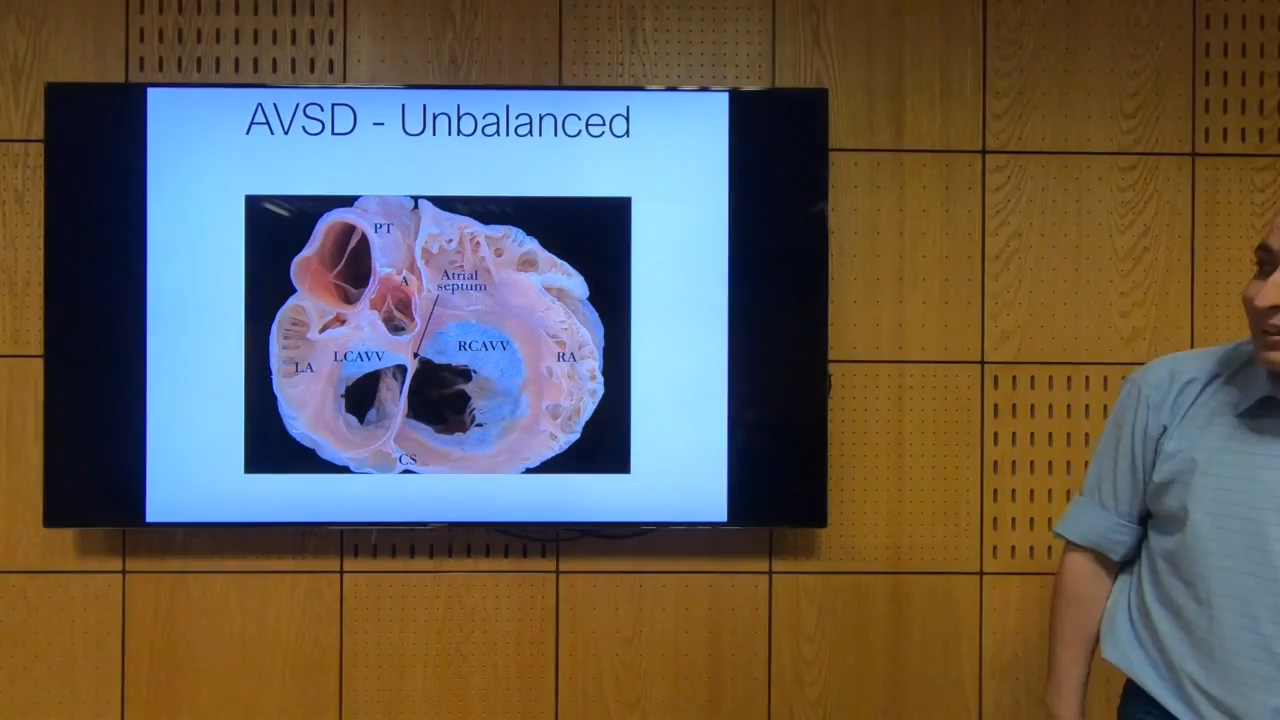 AVSD - Unbalanced
PT
A
Atrial
septum
LCAVV
RCAVV
LA
RA
CS